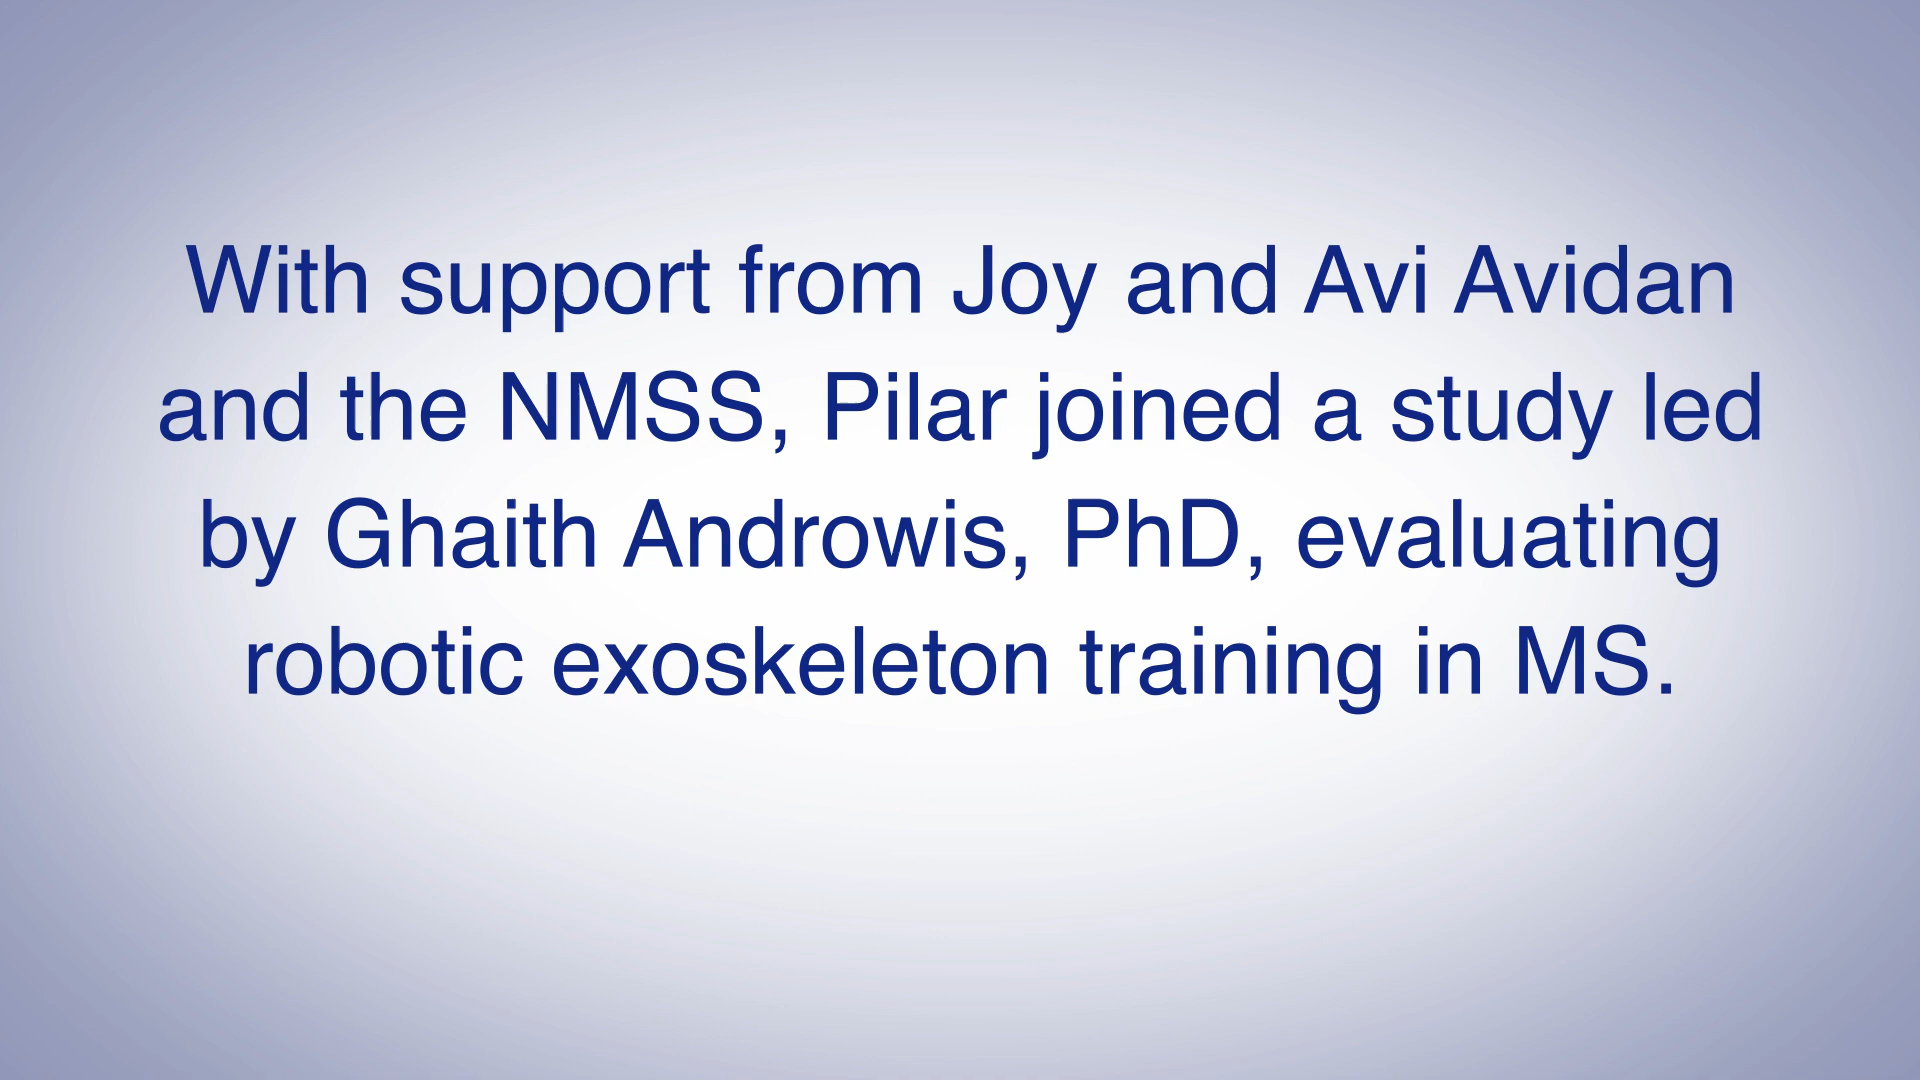 With support from Joy and Avi Avidan
and the NMSS, Pilar joined a study led
by Ghaith Androwis, PhD, evaluating
robotic exoskeleton training in MS.